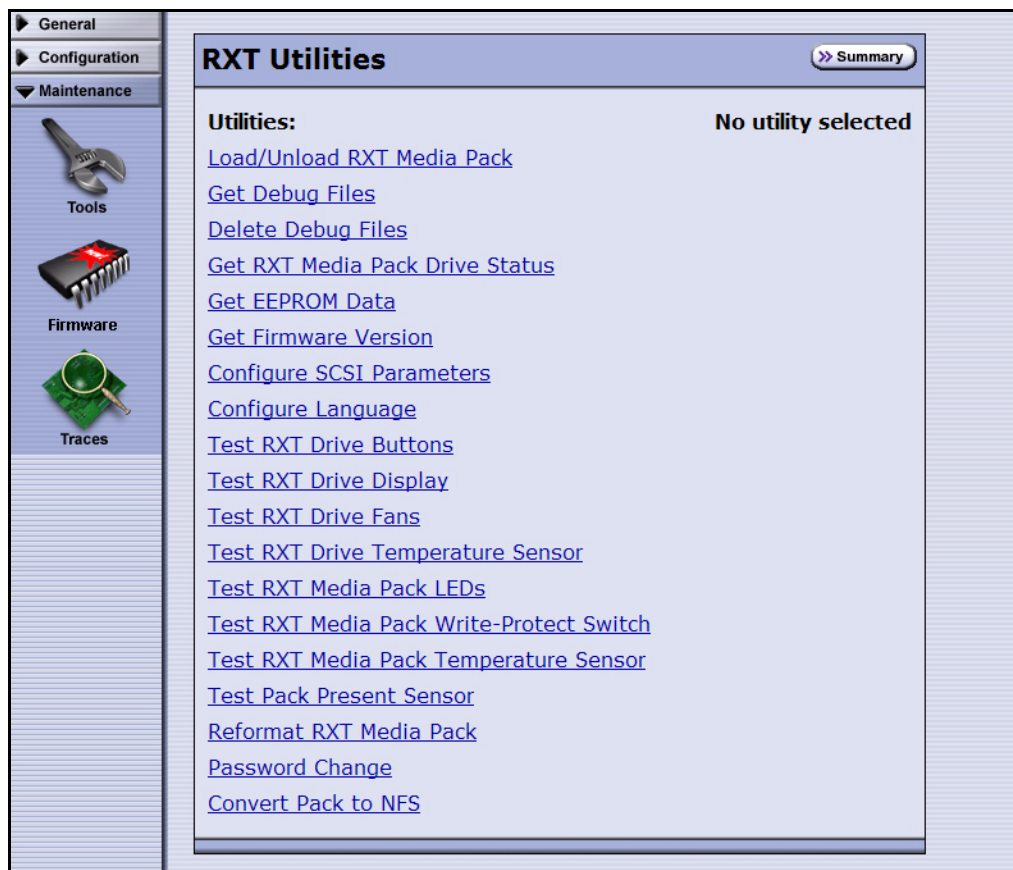 General
Configuration
Maintenance
Tools
Firmware
Traces
RXT Utilities
Summary
Utilities:
No utility selected
Load/Unload RXT Media Pack
Get Debug Files
Delete Debug Files
Get RXT Media Pack Drive Status
Get EEPROM Data
Get Firmware Version
Configure SCSI Parameters
Configure Language
Test RXT Drive Buttons
Test RXT Drive Display
Test RXT Drive Fans
Test RXT Drive Temperature Sensor
Test RXT Media Pack LEDs
Test RXT Media Pack Write-Protect Switch
Test RXT Media Pack Temperature Sensor
Test Pack Present Sensor
Reformat RXT Media Pack
Password Change
Convert Pack to NFS